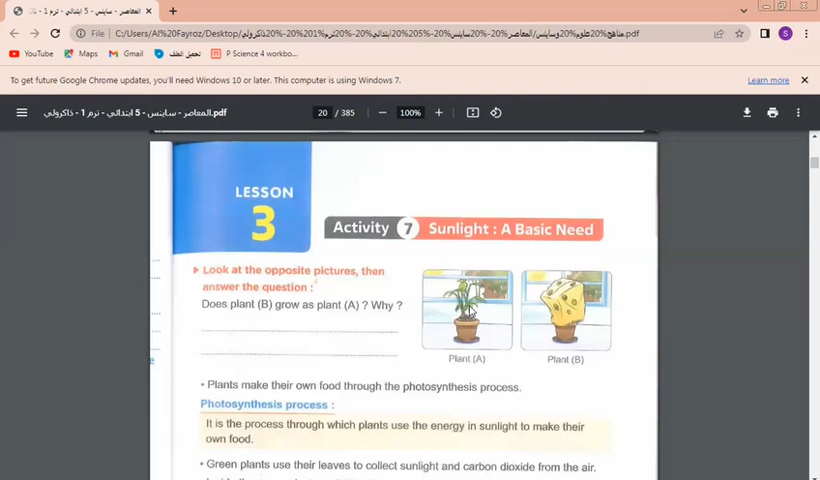 المعاصر - ساينس - 5 ابتدائي - ترم 1
File
YouTube Maps Gmail تحميل الملف P Science 4 workbo...
To get future Google Chrome updates, you'll need Windows 10 or later. This computer is using Windows 7. Learn more
المعاصر - ساينس - 5 ابتدائي - ترم 1 - ذاكرولي.pdf 20 / 385 100%
LESSON
3
Activity 7 Sunlight : A Basic Need
Look at the opposite pictures, then
answer the question :
Does plant (B) grow as plant (A) ? Why ?
Plant (A) Plant (B)
• Plants make their own food through the photosynthesis process.
Photosynthesis process :
It is the process through which plants use the energy in sunlight to make their
own food.
• Green plants use their leaves to collect sunlight and carbon dioxide from the air.